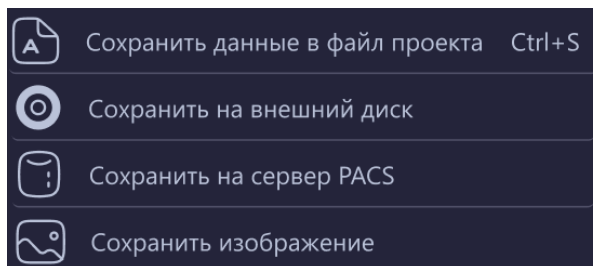 Сохранить данные в файл проекта Ctrl+S
Сохранить на внешний диск
Сохранить на сервер PACS
Сохранить изображение